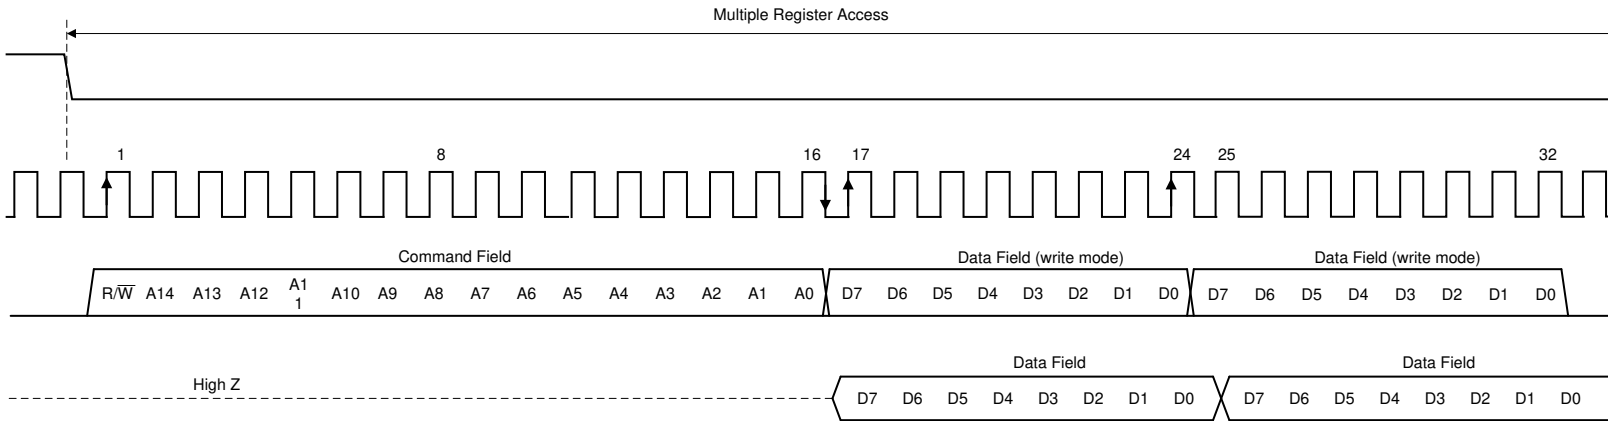 Multiple Register Access
1 8 16 17 24 25 32
Command Field Data Field (write mode) Data Field (write mode)
R/W̅ A14 A13 A12 A1
1 A10 A9 A8 A7 A6 A5 A4 A3 A2 A1 A0 D7 D6 D5 D4 D3 D2 D1 D0 D7 D6 D5 D4 D3 D2 D1 D0
Data Field Data Field
High Z
D7 D6 D5 D4 D3 D2 D1 D0 D7 D6 D5 D4 D3 D2 D1 D0